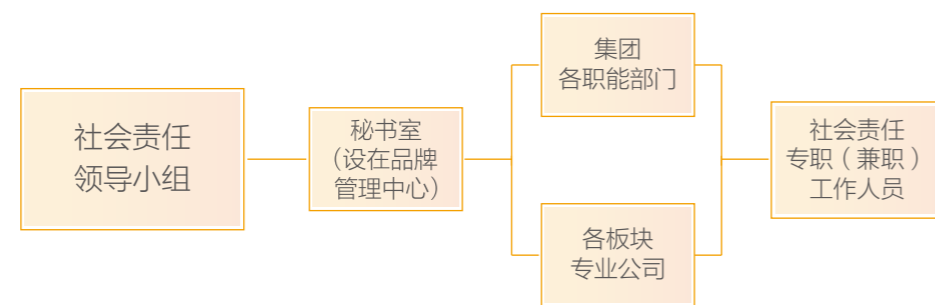 社会责任
领导小组
秘书室
（设在品牌
管理中心）
集团
各职能部门
各板块
专业公司
社会责任
专职（兼职）
工作人员